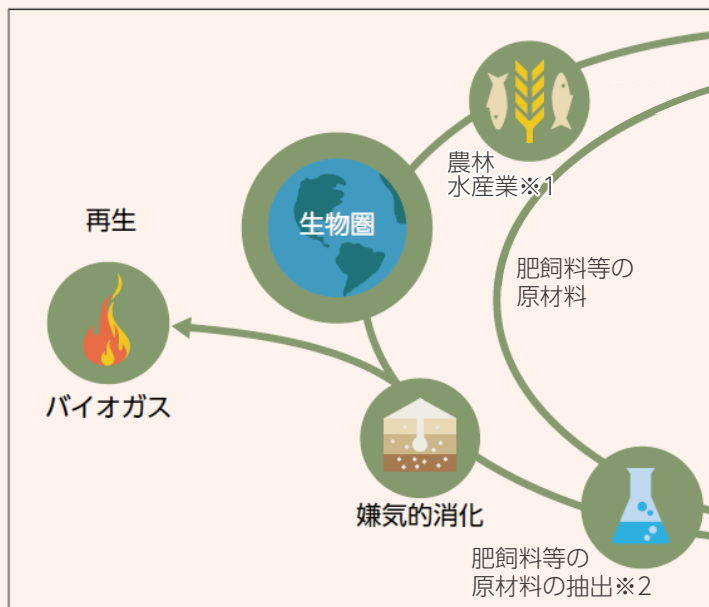 農林
水産業※1
生物圏
再生
肥飼料等の
原材料
バイオガス
嫌気的消化
肥飼料等の
原材料の抽出※2